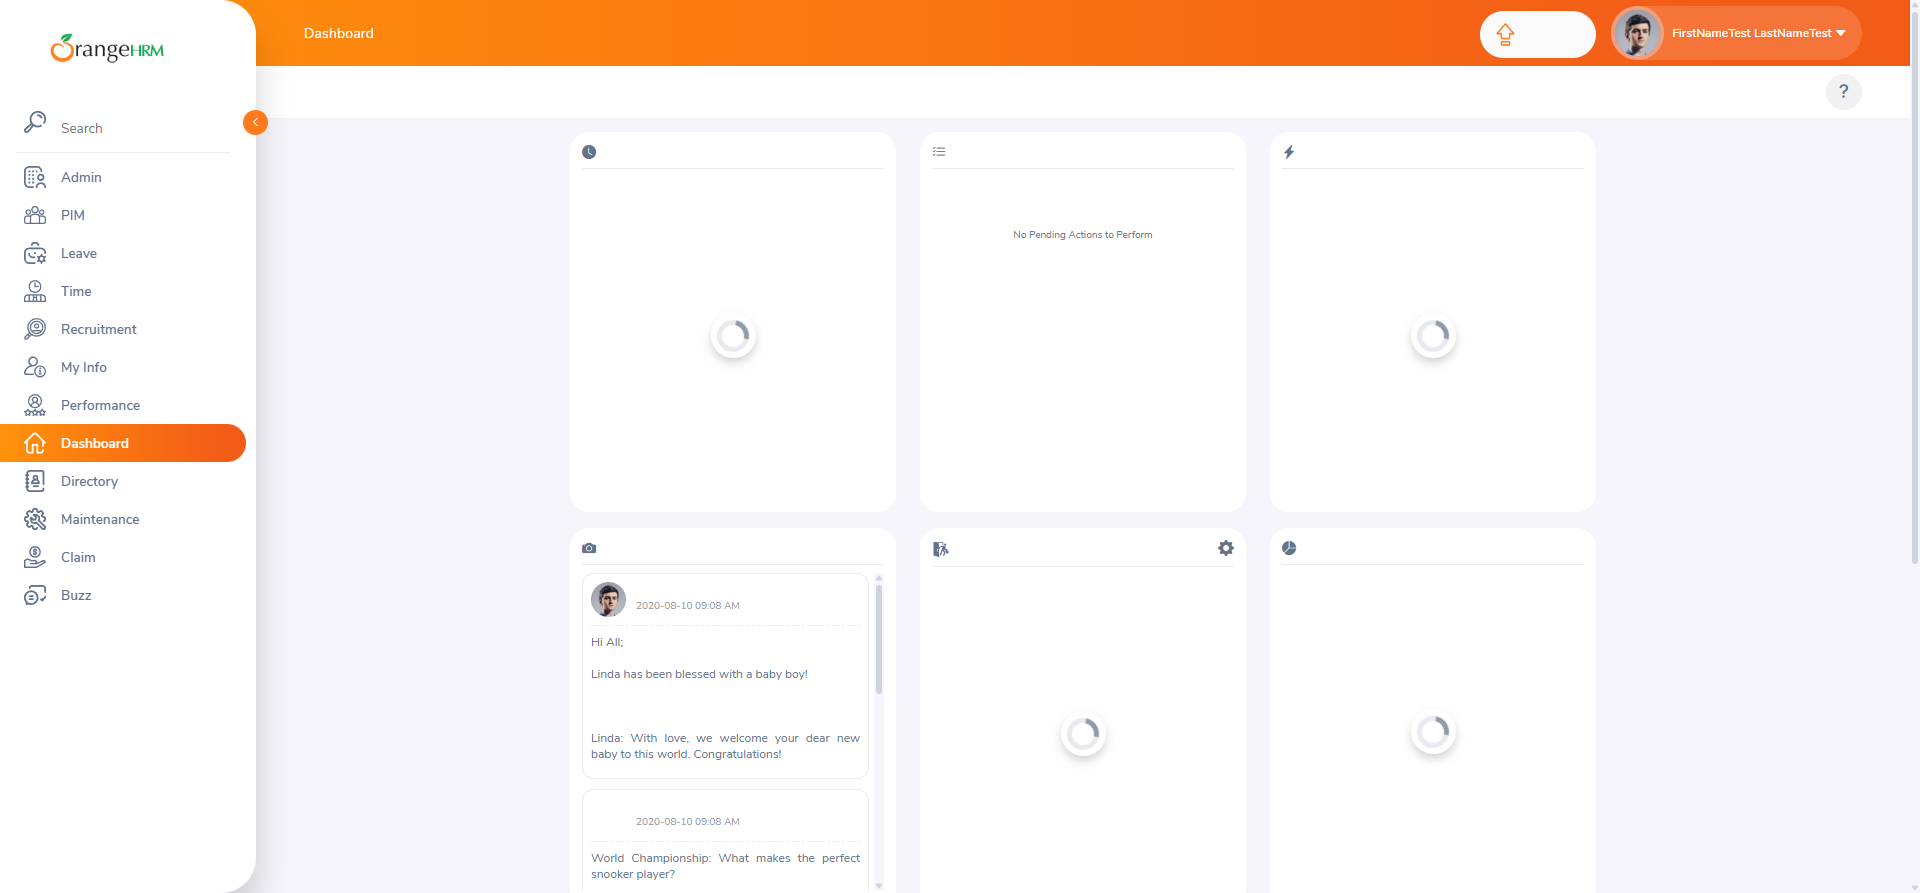 OrangeHRM
Dashboard
FirstNameTest LastNameTest
?
Search
Admin
PIM
Leave
Time
Recruitment
My Info
Performance
Dashboard
Directory
Maintenance
Claim
Buzz
No Pending Actions to Perform
2020-08-10 09:08 AM
Hi All;
Linda has been blessed with a baby boy!
Linda: With love, we welcome your dear new
baby to this world. Congratulations!
2020-08-10 09:08 AM
World Championship: What makes the perfect
snooker player?